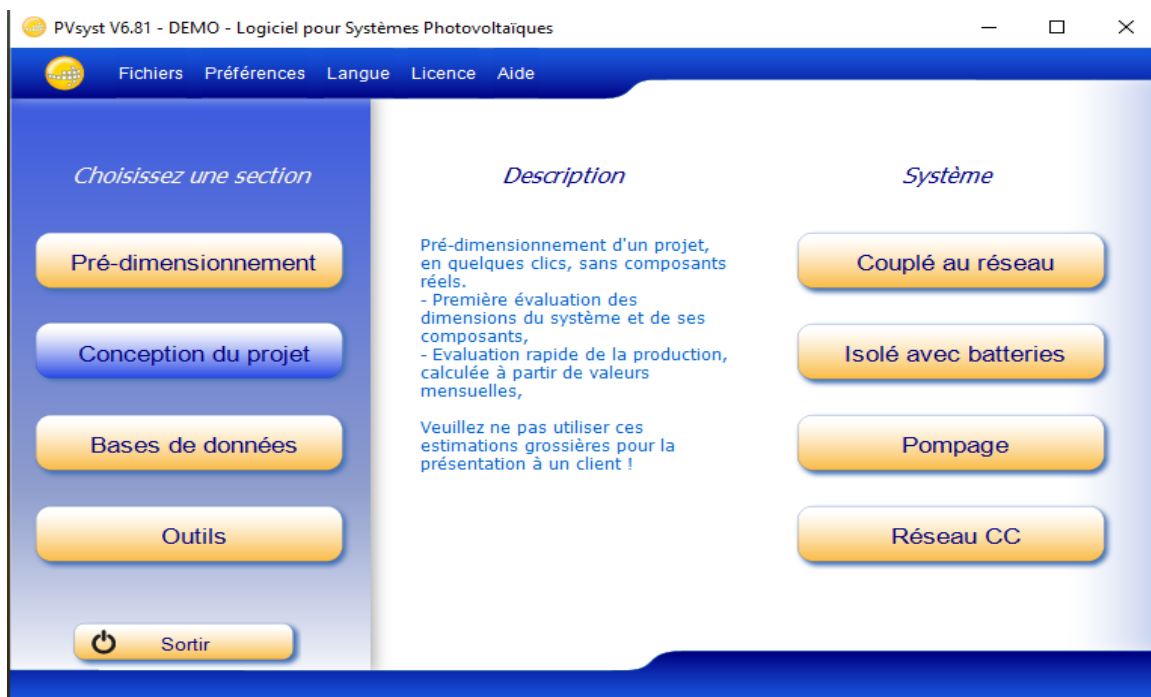 PVsyst V6.81 - DEMO - Logiciel pour Systèmes Photovoltaïques
Fichiers Préférences Langue Licence Aide
Choisissez une section
Pré-dimensionnement
Conception du projet
Bases de données
Outils
Sortir
Description
Pré-dimensionnement d'un projet,
en quelques clics, sans composants
réels.
- Première évaluation des
dimensions du système et de ses
composants,
- Evaluation rapide de la production,
calculée à partir de valeurs
mensuelles,
Veuillez ne pas utiliser ces
estimations grossières pour la
présentation à un client !
Système
Couplé au réseau
Isolé avec batteries
Pompage
Réseau CC